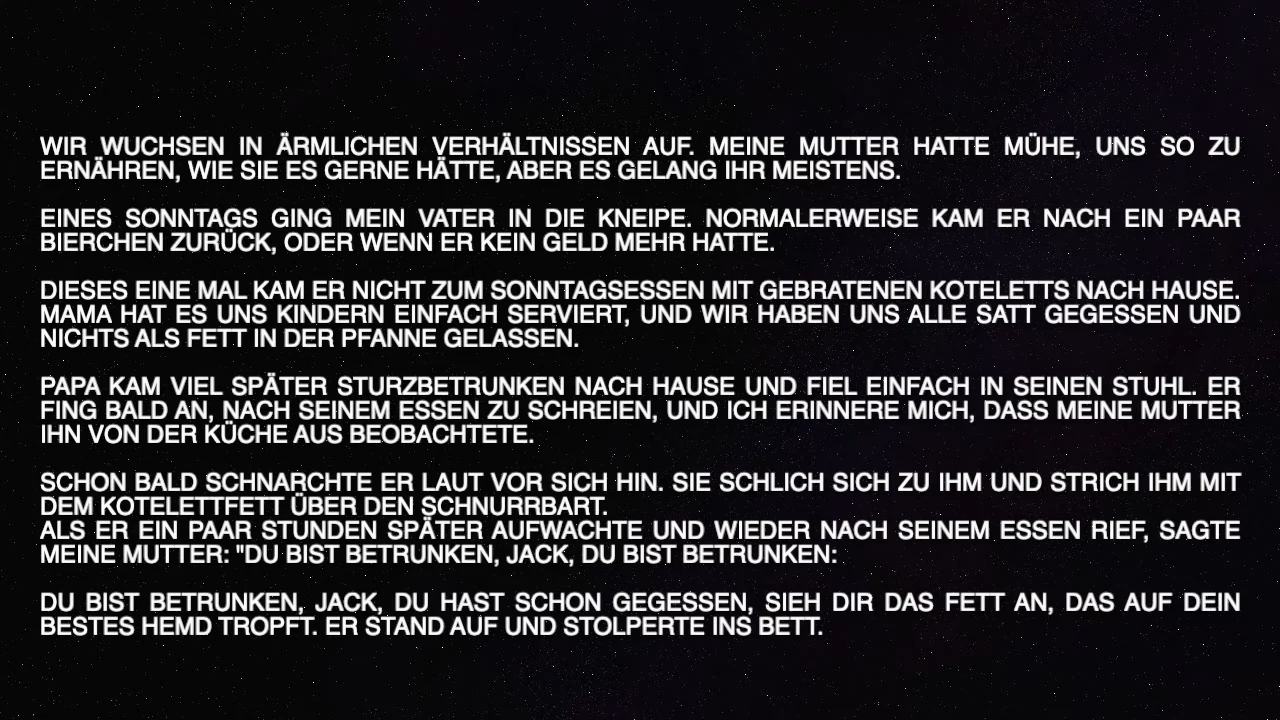 WIR WUCHSEN IN ÄRMLICHEN VERHÄLTNISSEN AUF. MEINE MUTTER HATTE MÜHE, UNS SO ZU
ERNÄHREN, WIE SIE ES GERNE HÄTTE, ABER ES GELANG IHR MEISTENS.
EINES SONNTAGS GING MEIN VATER IN DIE KNEIPE. NORMALERWEISE KAM ER NACH EIN PAAR
BIERCHEN ZURÜCK, ODER WENN ER KEIN GELD MEHR HATTE.
DIESES EINE MAL KAM ER NICHT ZUM SONNTAGSESSEN MIT GEBRATENEN KOTELETTS NACH HAUSE.
MAMA HAT ES UNS KINDERN EINFACH SERVIERT, UND WIR HABEN UNS ALLE SATT GEGESSEN UND
NICHTS ALS FETT IN DER PFANNE GELASSEN.
PAPA KAM VIEL SPÄTER STURZBETRUNKEN NACH HAUSE UND FIEL EINFACH IN SEINEN STUHL. ER
FING BALD AN, NACH SEINEM ESSEN ZU SCHREIEN, UND ICH ERINNERE MICH, DASS MEINE MUTTER
IHN VON DER KÜCHE AUS BEOBACHTETE.
SCHON BALD SCHNARCHTE ER LAUT VOR SICH HIN. SIE SCHLICH SICH ZU IHM UND STRICH IHM MIT
DEM KOTELETTFETT ÜBER DEN SCHNURRBART.
ALS ER EIN PAAR STUNDEN SPÄTER AUFWACHTE UND WIEDER NACH SEINEM ESSEN RIEF, SAGTE
MEINE MUTTER: "DU BIST BETRUNKEN, JACK, DU BIST BETRUNKEN:
DU BIST BETRUNKEN, JACK, DU HAST SCHON GEGESSEN, SIEH DIR DAS FETT AN, DAS AUF DEIN
BESTES HEMD TROPFT. ER STAND AUF UND STOLPERTE INS BETT.